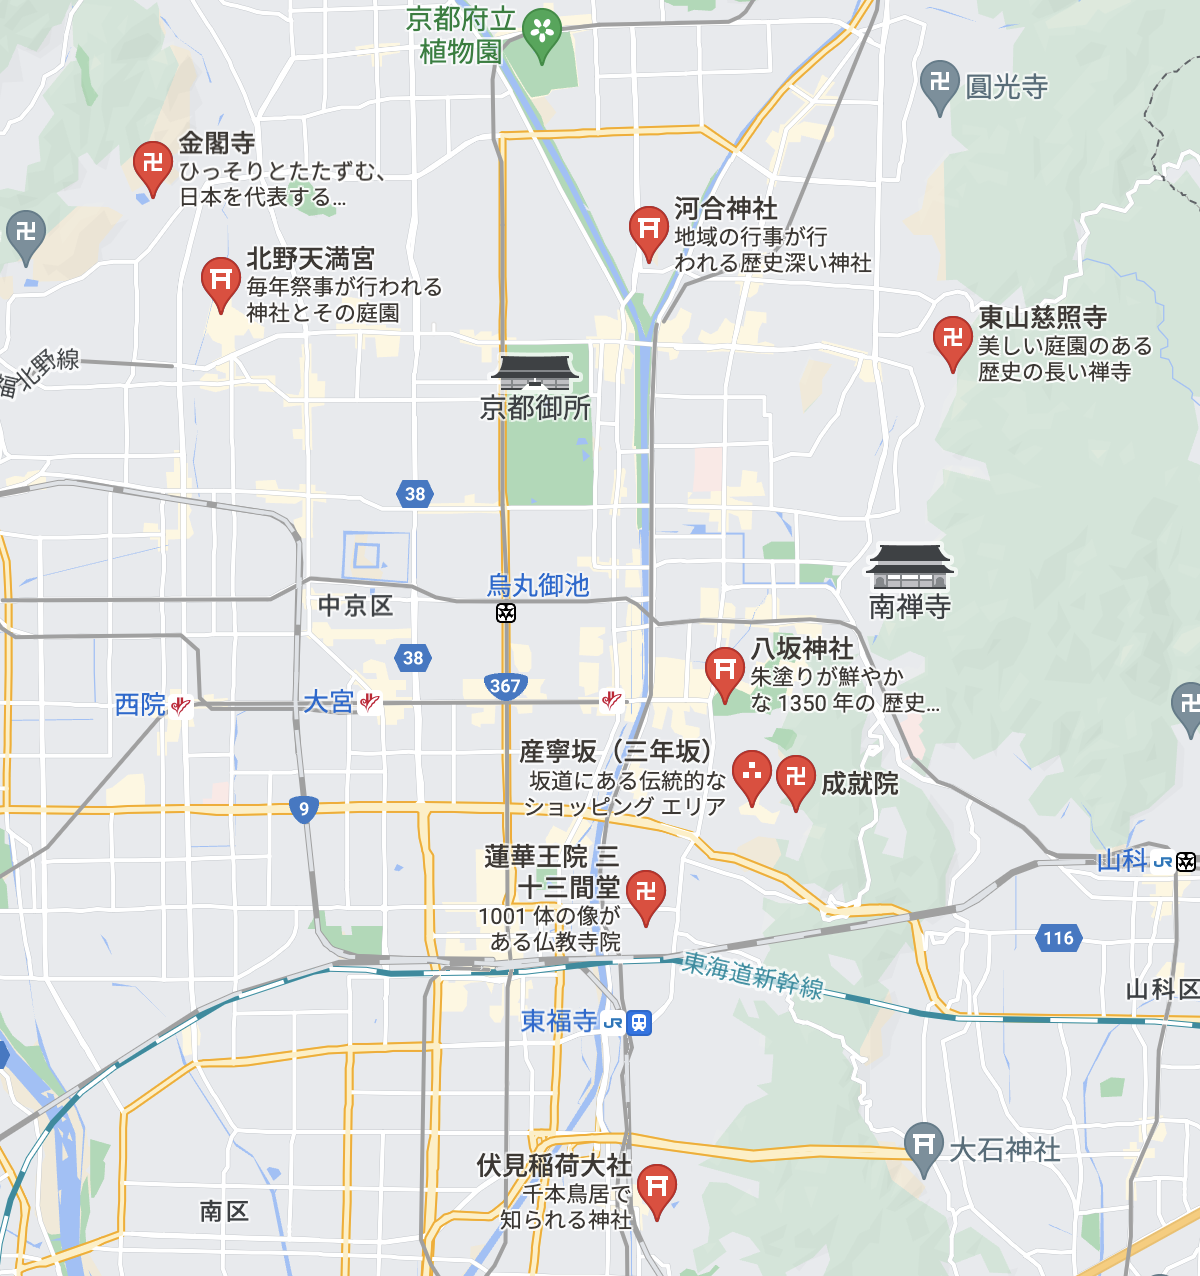 京都府立
植物園
圓光寺
金閣寺
ひっそりとたたずむ、
日本を代表する...
河合神社
地域の行事が行
われる歴史深い神社
北野天満宮
毎年祭事が行われる
神社とその庭園
東山慈照寺
美しい庭園のある
歴史の長い禅寺
福北野線
京都御所
38
烏丸御池
中京区
南禅寺
38
367
八坂神社
朱塗りが鮮やか
な 1350 年の 歴史...
西院
大宮
産寧坂（三年坂）
坂道にある伝統的な
ショッピング エリア
成就院
9
蓮華王院 三
十三間堂
1001 体の像が
ある仏教寺院
山科
JR
116
東海道新幹線
山科区
東福寺
JR
大石神社
伏見稲荷大社
千本鳥居で
知られる神社
南区